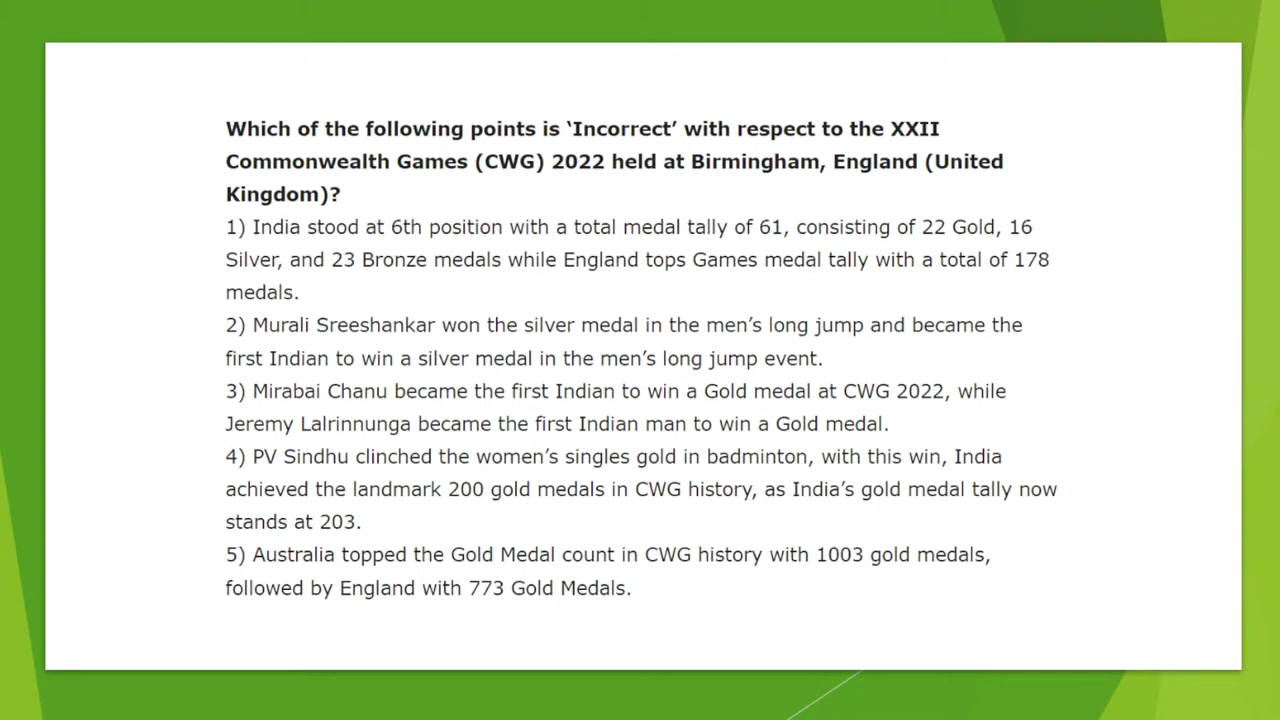 Which of the following points is ‘Incorrect’ with respect to the XXII
Commonwealth Games (CWG) 2022 held at Birmingham, England (United
Kingdom)?
1) India stood at 6th position with a total medal tally of 61, consisting of 22 Gold, 16
Silver, and 23 Bronze medals while England tops Games medal tally with a total of 178
medals.
2) Murali Sreeshankar won the silver medal in the men’s long jump and became the
first Indian to win a silver medal in the men’s long jump event.
3) Mirabai Chanu became the first Indian to win a Gold medal at CWG 2022, while
Jeremy Lalrinnunga became the first Indian man to win a Gold medal.
4) PV Sindhu clinched the women’s singles gold in badminton, with this win, India
achieved the landmark 200 gold medals in CWG history, as India’s gold medal tally now
stands at 203.
5) Australia topped the Gold Medal count in CWG history with 1003 gold medals,
followed by England with 773 Gold Medals.